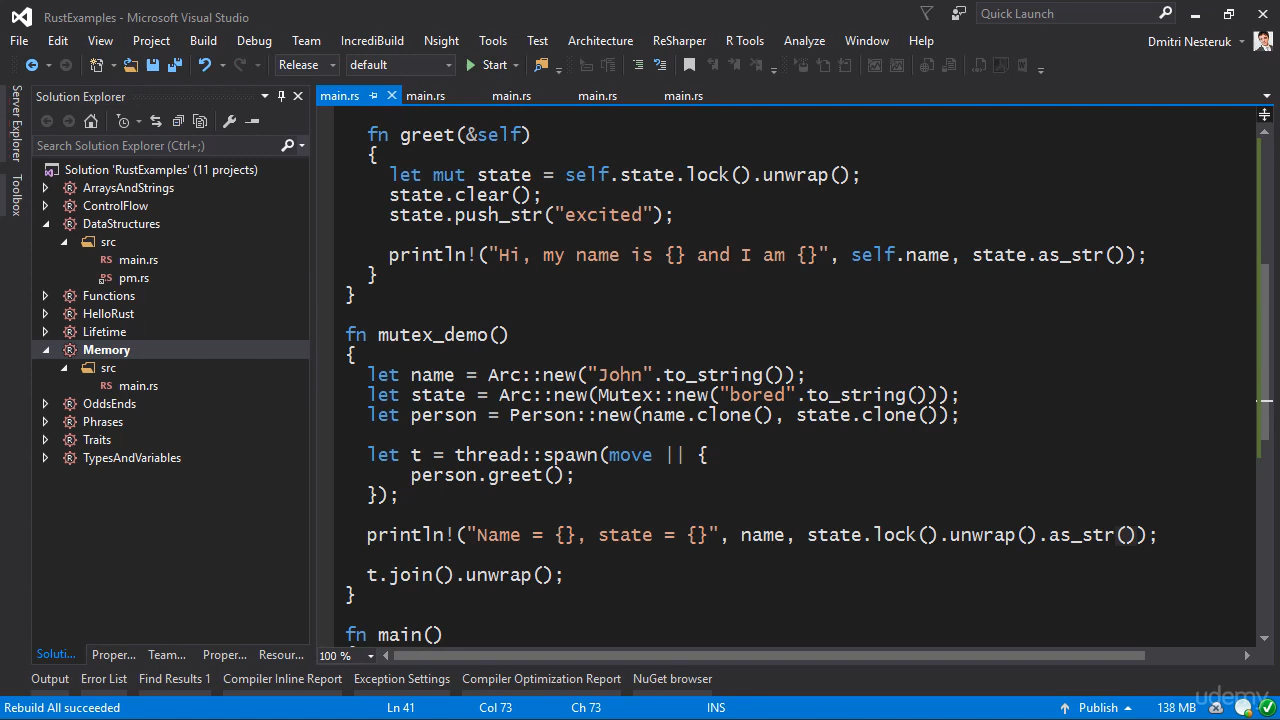 RustExamples - Microsoft Visual Studio
Quick Launch
File Edit View Project Build Debug Team IncrediBuild Nsight Tools Test Architecture ReSharper R Tools Analyze Window Help
Dmitri Nesteruk
Release default Start
Server Explorer
Toolbox
Solution Explorer
Search Solution Explorer (Ctrl+;)
Solution 'RustExamples' (11 projects)
ArraysAndStrings
ControlFlow
DataStructures
src
main.rs
pm.rs
Functions
HelloRust
Lifetime
Memory
src
main.rs
OddsEnds
Phrases
Traits
TypesAndVariables
Soluti... Proper... Team... Proper... Resour...
main.rs main.rs main.rs main.rs main.rs
fn greet(&self)
{
let mut state = self.state.lock().unwrap();
state.clear();
state.push_str("excited");
println!("Hi, my name is {} and I am {}", self.name, state.as_str());
}
}
fn mutex_demo()
{
let name = Arc::new("John".to_string());
let state = Arc::new(Mutex::new("bored".to_string()));
let person = Person::new(name.clone(), state.clone());
let t = thread::spawn(move || {
person.greet();
});
println!("Name = {}, state = {}", name, state.lock().unwrap().as_str());
t.join().unwrap();
}
fn main()
100 %
Output Error List Find Results 1 Compiler Inline Report Exception Settings Compiler Optimization Report NuGet browser
Rebuild All succeeded Ln 41 Col 73 Ch 73 INS Publish 138 MB
udemy